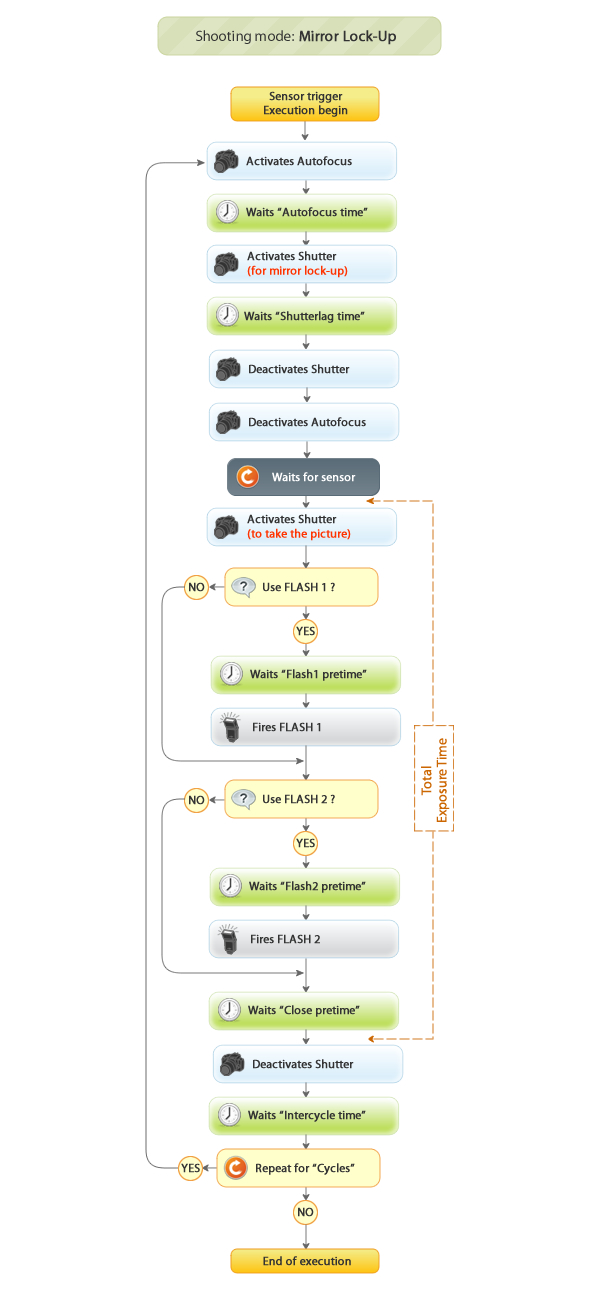 Shooting mode: Mirror Lock-Up
Sensor trigger
Execution begin
Activates Autofocus
Waits “Autofocus time”
Activates Shutter
(for mirror lock-up)
Waits “Shutterlag time”
Deactivates Shutter
Deactivates Autofocus
Waits for sensor
Activates Shutter
(to take the picture)
NO
? Use FLASH 1 ?
YES
Waits “Flash1 pretime”
Fires FLASH 1
Total
Exposure Time
NO
? Use FLASH 2 ?
YES
Waits “Flash2 pretime”
Fires FLASH 2
Waits “Close pretime”
Deactivates Shutter
Waits “Intercycle time”
YES
Repeat for “Cycles”
NO
End of execution